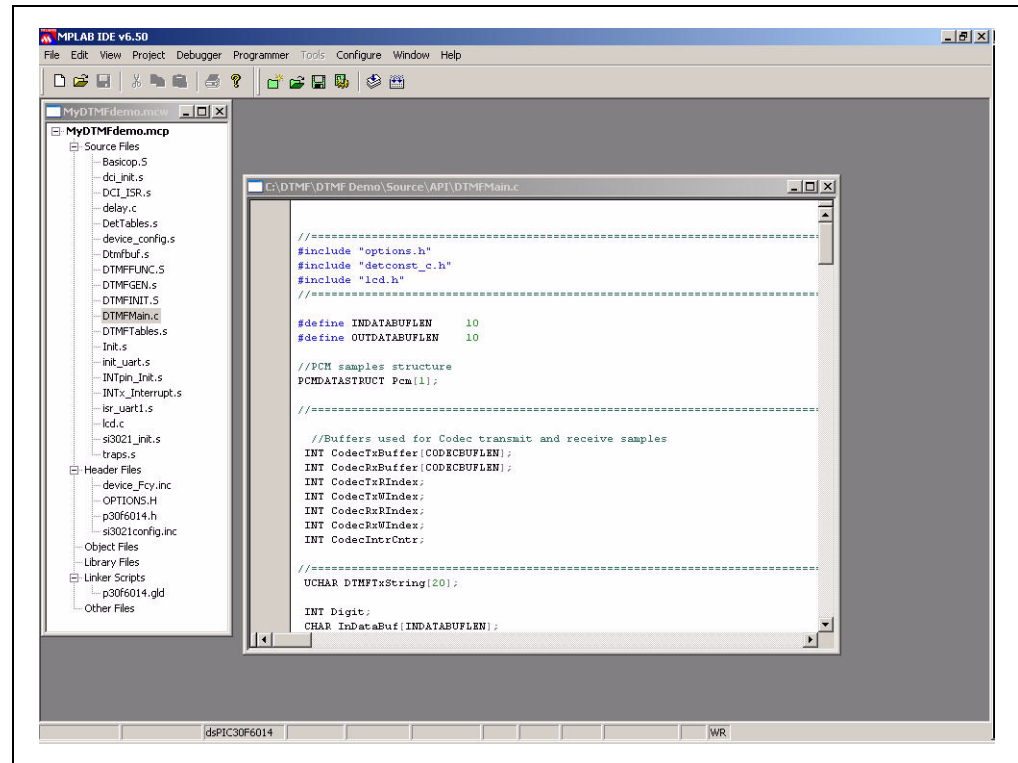 MPLAB IDE v6.50
File Edit View Project Debugger Programmer Tools Configure Window Help
MyDTMFdemo.mcw
MyDTMFdemo.mcp
Source Files
Basicop.S
dci_init.s
DCI_ISR.s
delay.c
DetTables.s
device_config.s
Dtmfbuf.s
DTMFFUNC.S
DTMFGEN.s
DTMFINIT.S
DTMFMain.c
DTMFTables.s
Init.s
init_uart.s
INTpin_Init.s
INTx_Interrupt.s
isr_uart1.s
lcd.c
si3021_init.s
traps.s
Header Files
device_Fcy.inc
OPTIONS.H
p30f6014.h
si3021config.inc
Object Files
Library Files
Linker Scripts
p30f6014.gld
Other Files
C:\DTMF\DTMF Demo\Source\API\DTMFMain.c
//==============================================================================
#include "options.h"
#include "detconst_c.h"
#include "lcd.h"
//==============================================================================
#define INDATABUFLEN 10
#define OUTDATABUFLEN 10
//PCM samples structure
PCMDATASTRUCT Pcm[1];
//==============================================================================
//Buffers used for Codec transmit and receive samples
INT CodecTxBuffer[CODECBUFLEN];
INT CodecRxBuffer[CODECBUFLEN];
INT CodecTxRIndex;
INT CodecTxWIndex;
INT CodecRxRIndex;
INT CodecRxWIndex;
INT CodecIntrCntr;
//==============================================================================
UCHAR DTMFTxString[20];
INT Digit;
CHAR InDataBuf[INDATABUFLEN];
dsPIC30F6014 WR